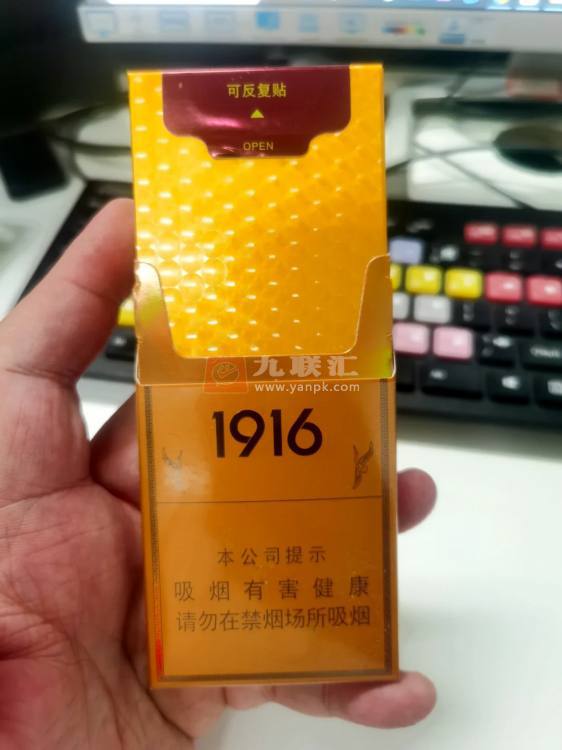 可反复贴
OPEN
九联汇
www.yanpk.com
1916
本公司提示
吸烟有害健康
请勿在禁烟场所吸烟